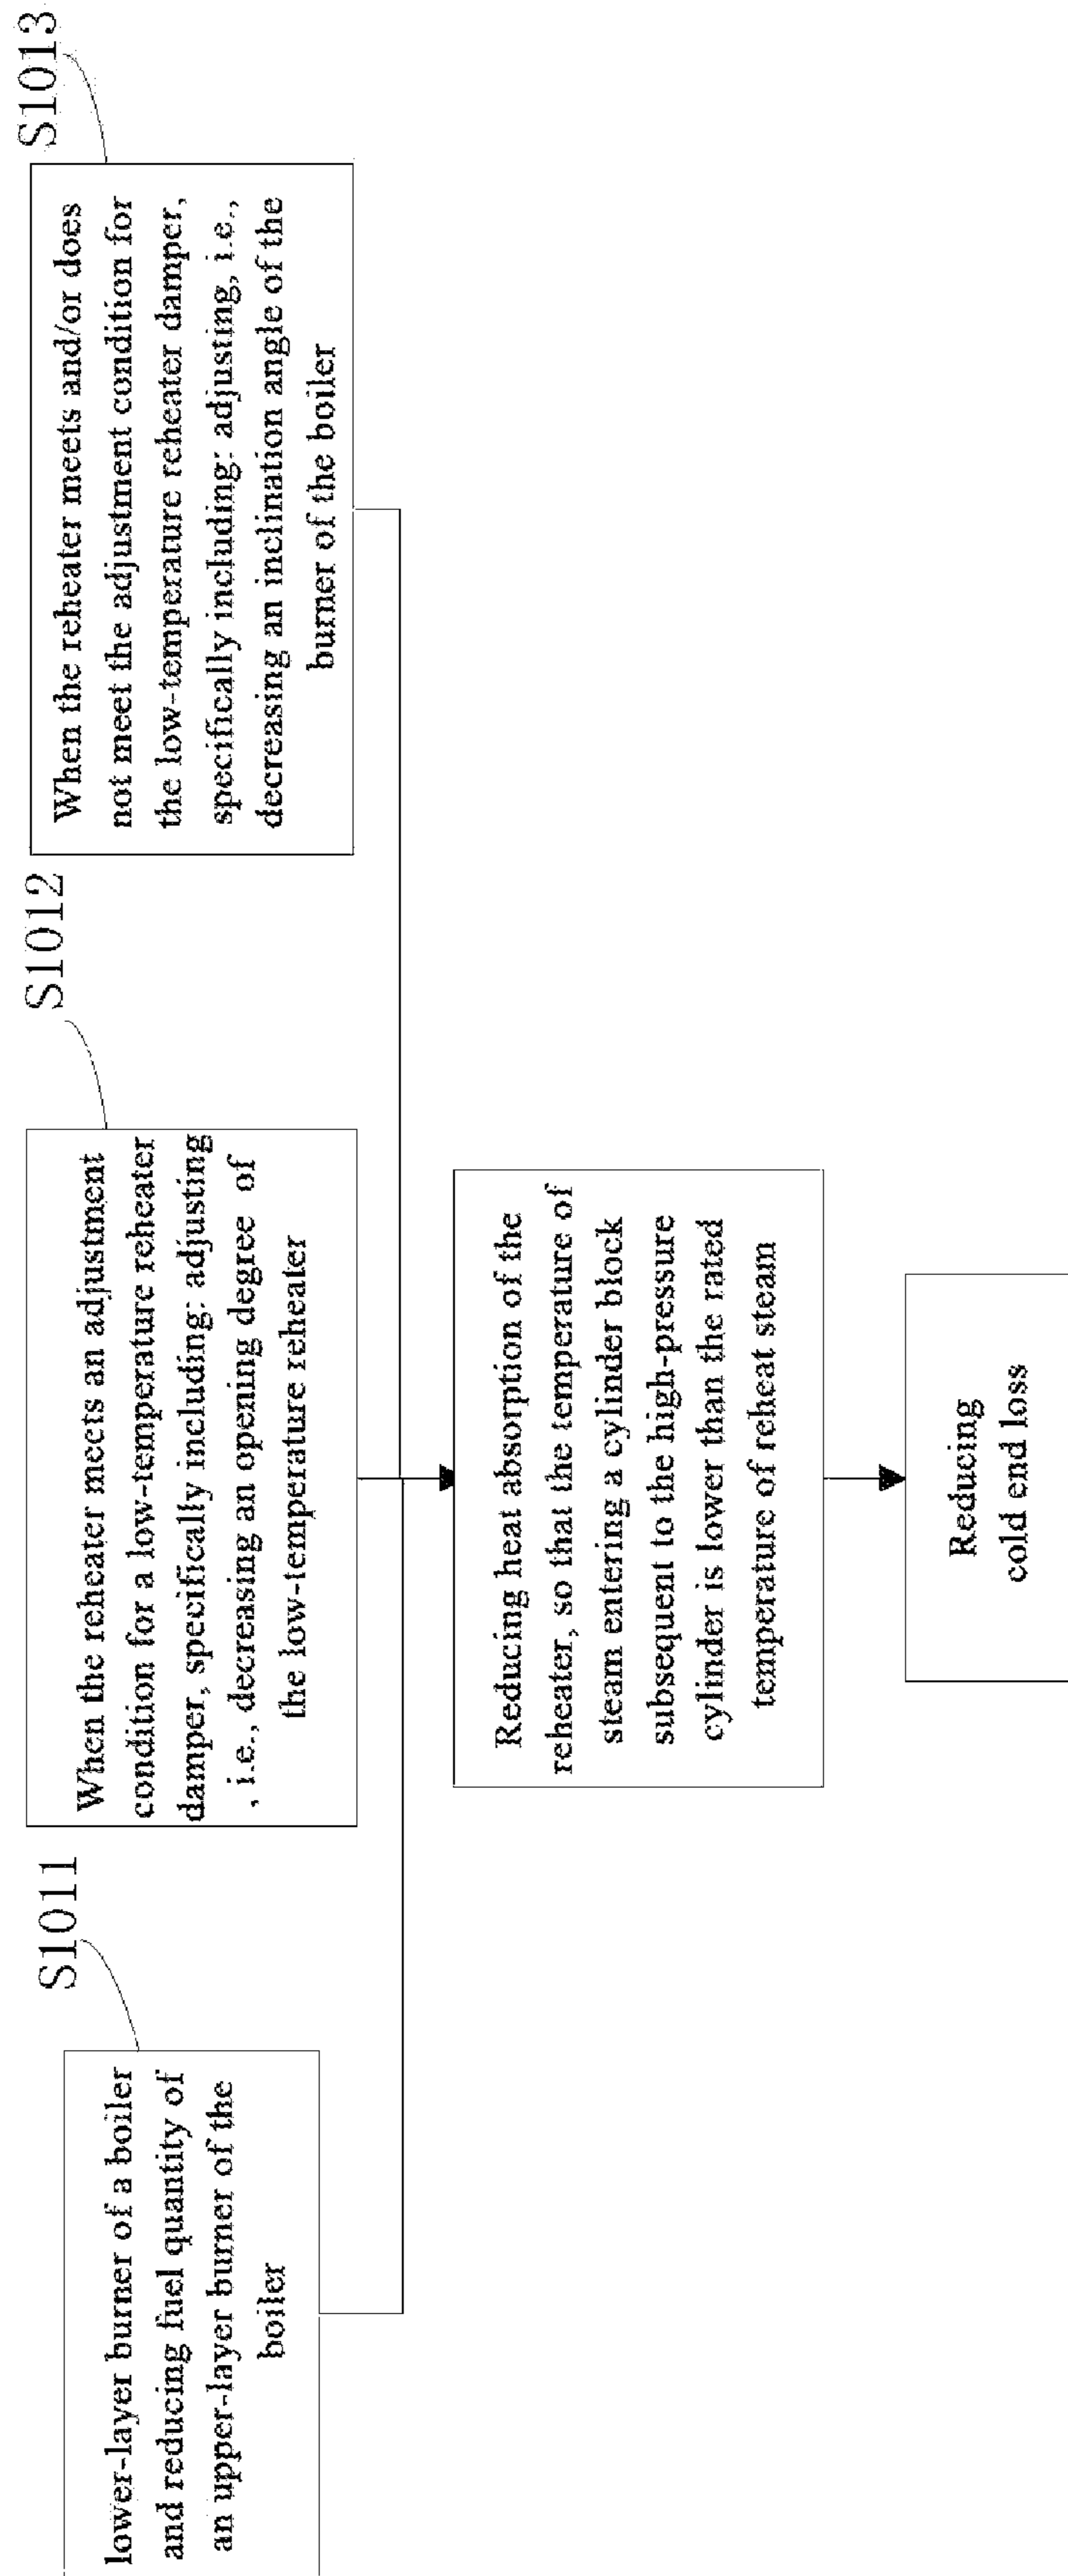 S1011
lower-layer burner of a boiler
and reducing fuel quantity of
an upper-layer burner of the
boiler
S1012
When the reheater meets an adjustment
condition for a low-temperature reheater
damper, specifically including: adjusting
, i.e., decreasing an opening degree of
the low-temperature reheater
S1013
When the reheater meets and/or does
not meet the adjustment condition for
the low-temperature reheater damper,
specifically including: adjusting, i.e.,
decreasing an inclination angle of the
burner of the boiler
Reducing heat absorption of the
reheater, so that the temperature of
steam entering a cylinder block
subsequent to the high-pressure
cylinder is lower than the rated
temperature of reheat steam
Reducing
cold end loss